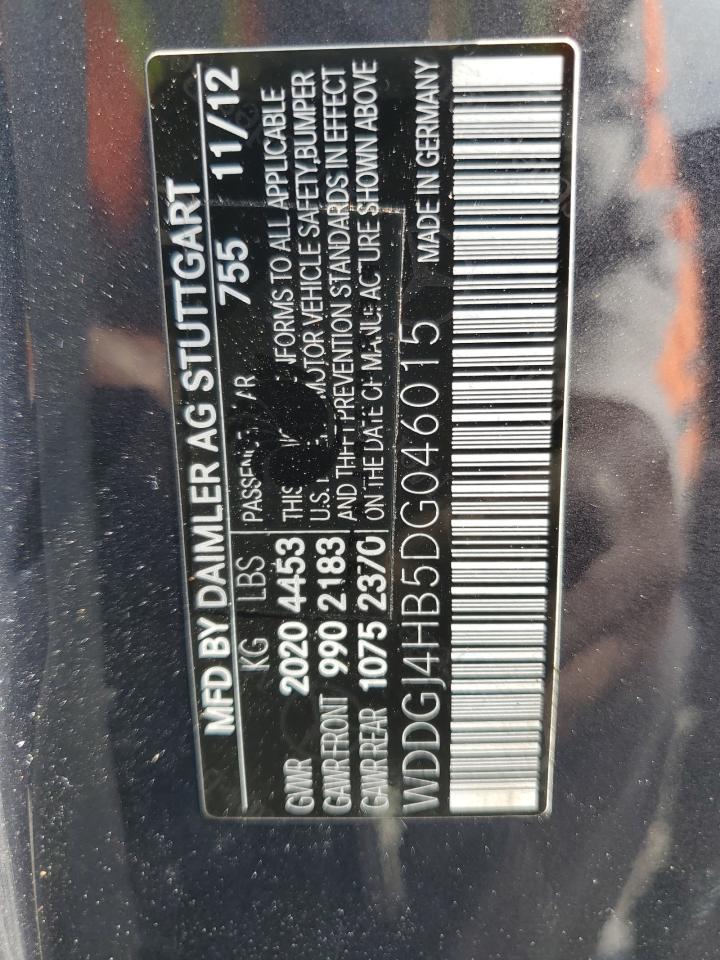 MFD BY DAIMLER AG STUTTGART
755 11/12
KG LBS
GVWR 2020 4453
GAWR FRONT 990 2183
GAWR REAR 1075 2370
THIS TO ALL APPLICABLE
MOTOR VEHICLE SAFETY, BUMPER
AND THEFT PREVENTION STANDARDS IN EFFECT
ON THE DATE OF MANUFACTURE SHOWN ABOVE
WDDGJ4HB5DG046015 MADE IN GERMANY